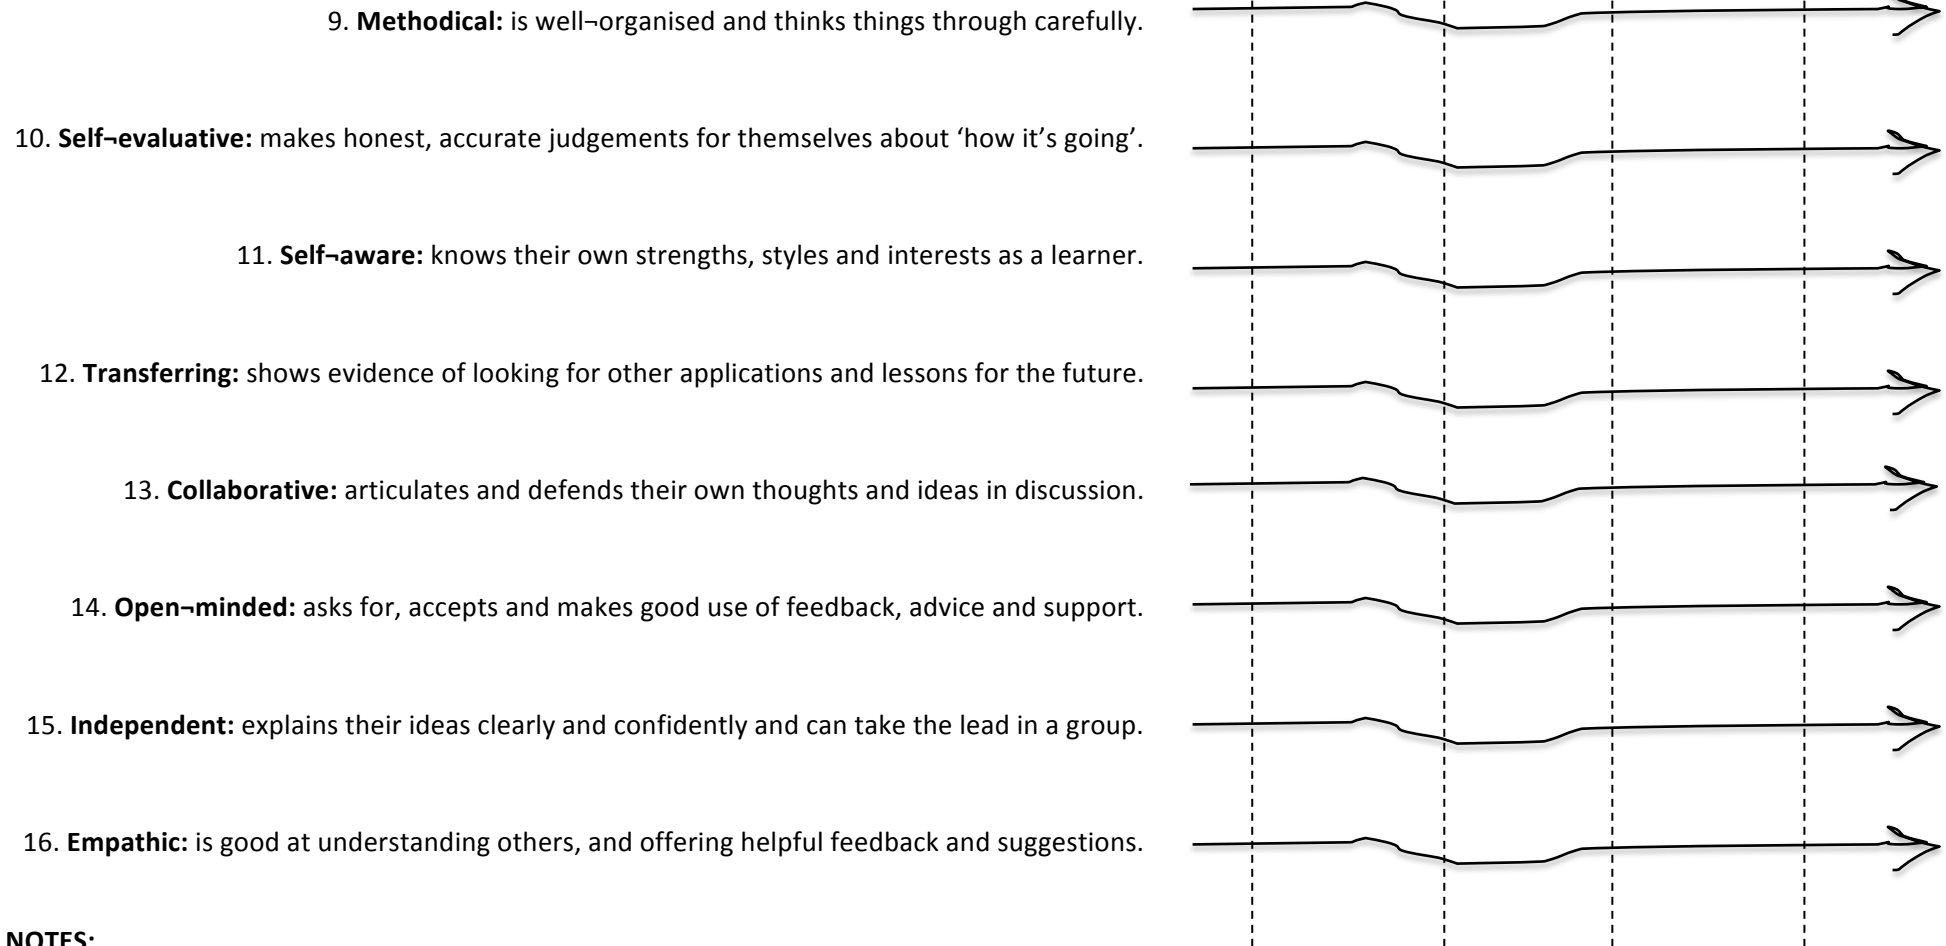 9. Methodical: is well¬organised and thinks things through carefully.
10. Self¬evaluative: makes honest, accurate judgements for themselves about ‘how it’s going’.
11. Self¬aware: knows their own strengths, styles and interests as a learner.
12. Transferring: shows evidence of looking for other applications and lessons for the future.
13. Collaborative: articulates and defends their own thoughts and ideas in discussion.
14. Open¬minded: asks for, accepts and makes good use of feedback, advice and support.
15. Independent: explains their ideas clearly and confidently and can take the lead in a group.
16. Empathic: is good at understanding others, and offering helpful feedback and suggestions.
NOTES: